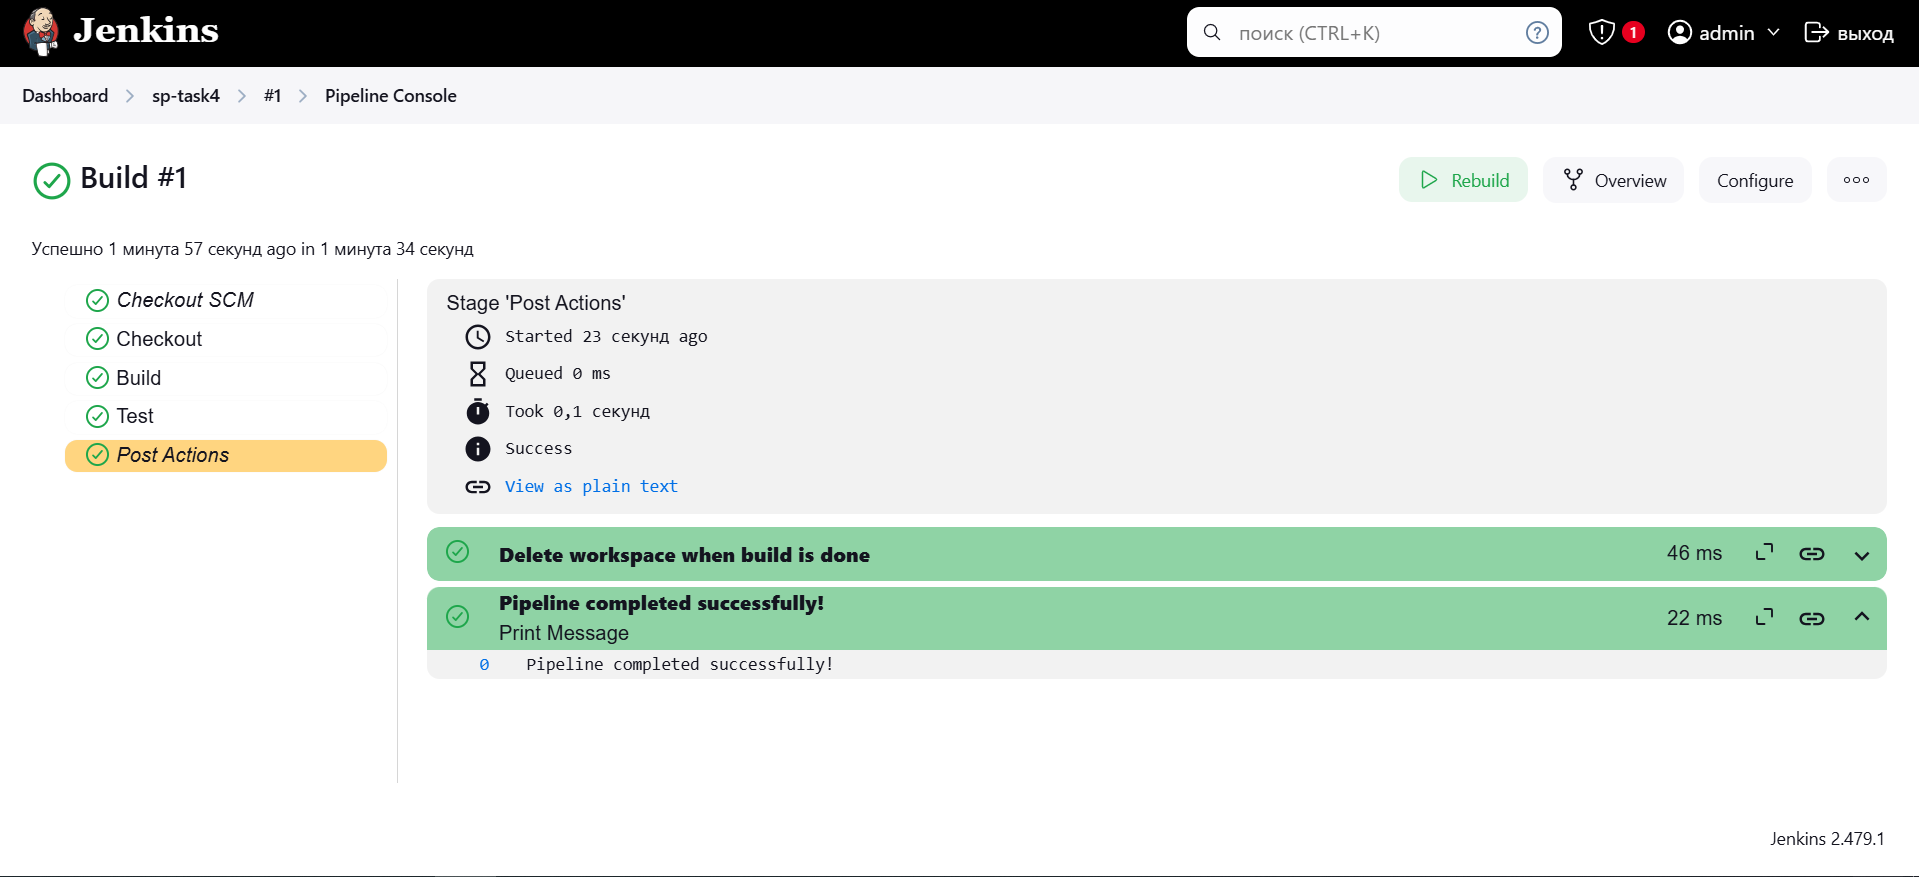 Jenkins
поиск (CTRL+K)
?
1
admin
выход
Dashboard
sp-task4
#1
Pipeline Console
Build #1
Rebuild
Overview
Configure
Успешно 1 минута 57 секунд ago in 1 минута 34 секунд
Checkout SCM
Checkout
Build
Test
Post Actions
Stage 'Post Actions'
Started 23 секунд ago
Queued 0 ms
Took 0,1 секунд
Success
View as plain text
Delete workspace when build is done
46 ms
Pipeline completed successfully!
Print Message
22 ms
0 Pipeline completed successfully!
Jenkins 2.479.1